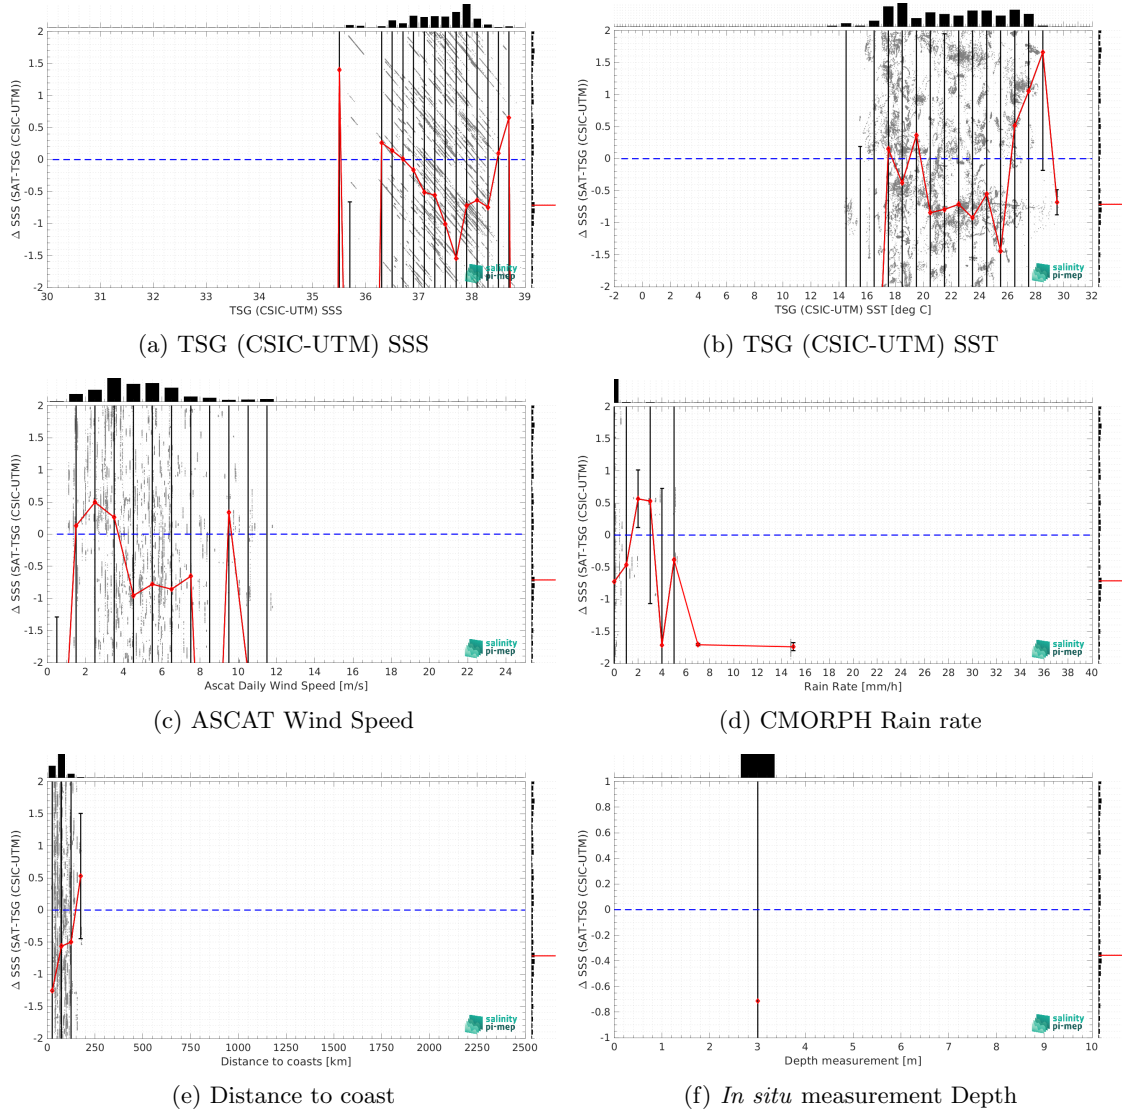 2
1.5
1
0.5
0
-0.5
-1
-1.5
-2
Δ SSS (SAT-TSG (CSIC-UTM))
30 31 32 33 34 35 36 37 38 39
TSG (CSIC-UTM) SSS
salinity
pi-mep
(a) TSG (CSIC-UTM) SSS
2
1.5
1
0.5
0
-0.5
-1
-1.5
-2
Δ SSS (SAT-TSG (CSIC-UTM))
-2 0 2 4 6 8 10 12 14 16 18 20 22 24 26 28 30 32
TSG (CSIC-UTM) SST [deg C]
salinity
pi-mep
(b) TSG (CSIC-UTM) SST
2
1.5
1
0.5
0
-0.5
-1
-1.5
-2
Δ SSS (SAT-TSG (CSIC-UTM))
0 2 4 6 8 10 12 14 16 18 20 22 24
Ascat Daily Wind Speed [m/s]
salinity
pi-mep
(c) ASCAT Wind Speed
2
1.5
1
0.5
0
-0.5
-1
-1.5
-2
Δ SSS (SAT-TSG (CSIC-UTM))
0 2 4 6 8 10 12 14 16 18 20 22 24 26 28 30 32 34 36 38 40
Rain Rate [mm/h]
salinity
pi-mep
(d) CMORPH Rain rate
2
1.5
1
0.5
0
-0.5
-1
-1.5
-2
Δ SSS (SAT-TSG (CSIC-UTM))
0 250 500 750 1000 1250 1500 1750 2000 2250 2500
Distance to coasts [km]
salinity
pi-mep
(e) Distance to coast
1
0.8
0.6
0.4
0.2
0
-0.2
-0.4
-0.6
-0.8
-1
Δ SSS (SAT-TSG (CSIC-UTM))
0 1 2 3 4 5 6 7 8 9 10
Depth measurement [m]
salinity
pi-mep
(f) In situ measurement Depth